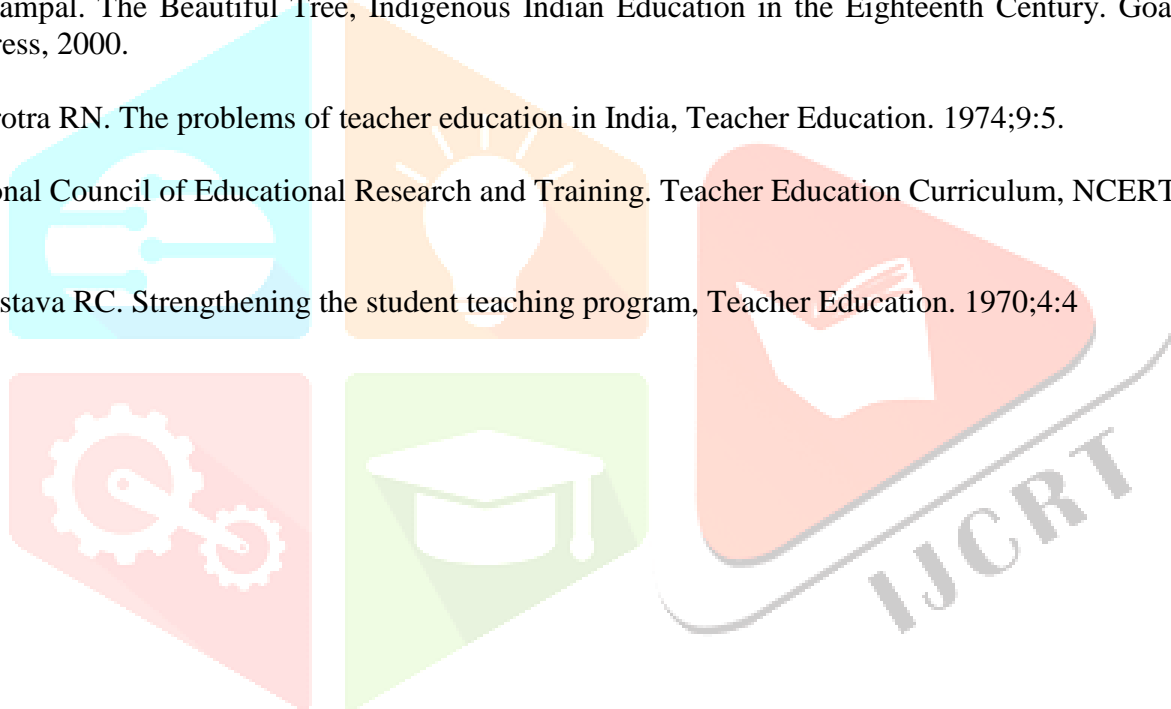 ampal. The Beautiful Tree, Indigenous Indian Education in the Eighteenth Century. Goa
ress, 2000.
rotra RN. The problems of teacher education in India, Teacher Education. 1974;9:5.
onal Council of Educational Research and Training. Teacher Education Curriculum, NCERT
stava RC. Strengthening the student teaching program, Teacher Education. 1970;4:4
IJCRT